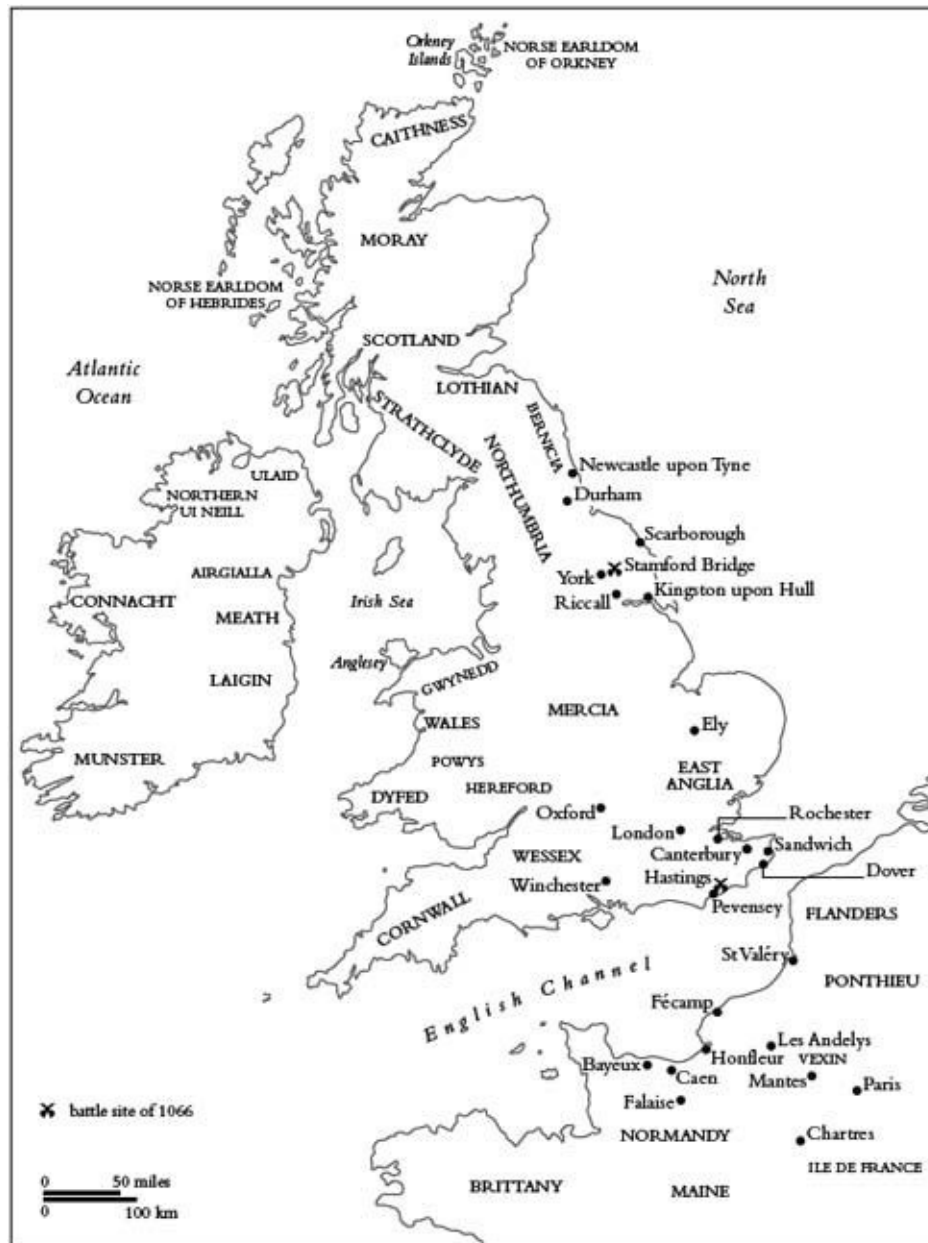 Orkney
Islands
NORSE EARLDOM
OF ORKNEY
CAITHNESS
MORAY
NORSE EARLDOM
OF HEBRIDES
North
Sea
SCOTLAND
Atlantic
Ocean
LOTHIAN
STRATHCLYDE
BERNICIA
NORTHUMBRIA
Newcastle upon Tyne
Durham
ULAID
NORTHERN
UI NEILL
Scarborough
Stamford Bridge
York
AIRGIALLA
Riccall
Kingston upon Hull
CONNACHT
Irish Sea
MEATH
Anglesey
GWYNEDD
LAIGIN
MERCIA
WALES
Ely
MUNSTER
POWYS
EAST
ANGLIA
HEREFORD
DYFED
Oxford
Rochester
London
Canterbury
Sandwich
WESSEX
Hastings
Dover
Winchester
Pevensey
CORNWALL
FLANDERS
St Valéry
English Channel
PONTHIEU
Fécamp
Les Andelys
Honfleur
VEXIN
Bayeux
Caen
Mantes
Paris
Falaise
battle site of 1066
NORMANDY
Chartres
ILE DE FRANCE
BRITTANY
MAINE
0 50 miles
0 100 km